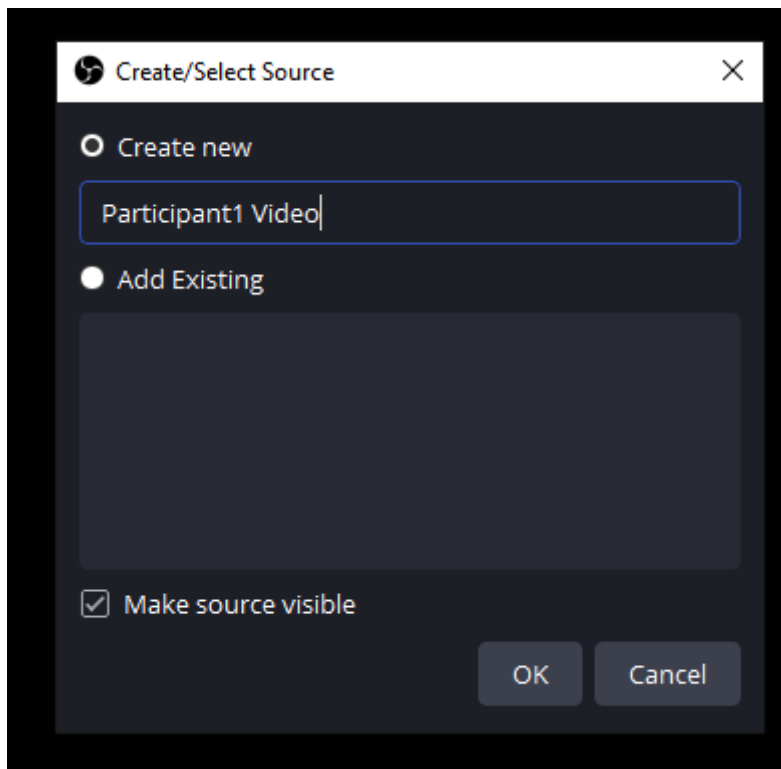 Create/Select Source
Create new
Participant1 Video
Add Existing
Make source visible
OK Cancel